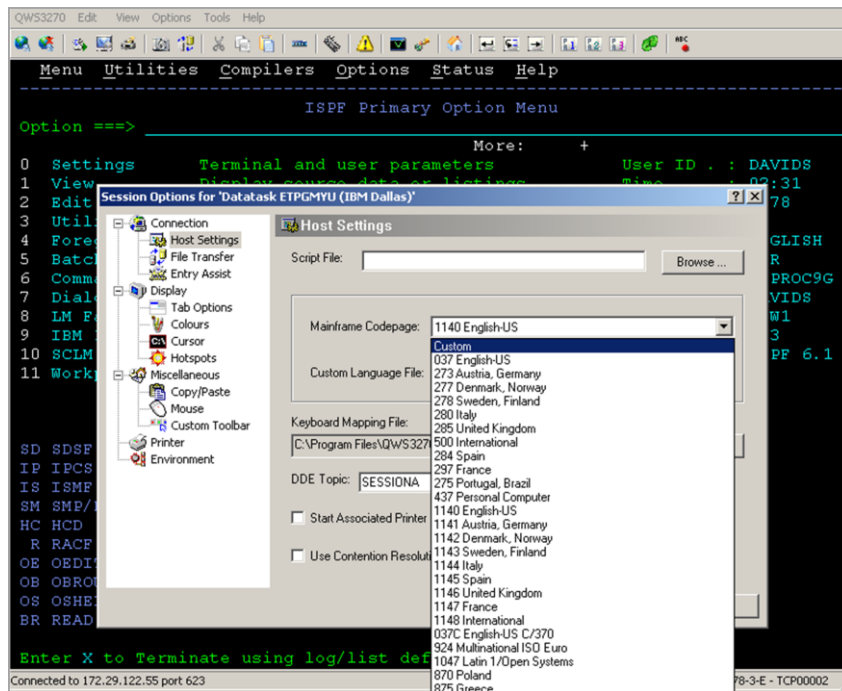 QWS3270 Edit View Options Tools Help
ABC
Menu Utilities Compilers Options Status Help
ISPF Primary Option Menu
Option ===>
More: +
0 Settings Terminal and user parameters User ID . : DAVIDS
1 View Display source data or listings Time 02:31
2 Edit 78
3 Util
4 Fore GLISH
5 Batc R
6 Comm PROC9G
7 Dial VIDS
8 LM F W1
9 IBM 3
10 SCLM PF 6.1
11 Work
SD SDSF
IP IPCS
IS ISMF
SM SMP/
HC HCD
R RACF
OE OEDI
OB OBRO
OS OSHE
BR READ
Enter X to Terminate using log/list def
Session Options for 'Datatask ETPGMYU (IBM Dallas)'
Connection
Host Settings
File Transfer
Entry Assist
Display
Tab Options
Colours
Cursor
Hotspots
Miscellaneous
Copy/Paste
Mouse
Custom Toolbar
Printer
Environment
Host Settings
Script File:
Browse ...
Mainframe Codepage: 1140 English-US
Custom Language File:
Keyboard Mapping File:
C:\Program Files\QWS327
DDE Topic: SESSIONA
Start Associated Printer
Use Contention Resoluti
Custom
037 English-US
273 Austria, Germany
277 Denmark, Norway
278 Sweden, Finland
280 Italy
285 United Kingdom
500 International
284 Spain
297 France
275 Portugal, Brazil
437 Personal Computer
1140 English-US
1141 Austria, Germany
1142 Denmark, Norway
1143 Sweden, Finland
1144 Italy
1145 Spain
1146 United Kingdom
1147 France
1148 International
037C English-US C/370
924 Multinational ISO Euro
1047 Latin 1/Open Systems
870 Poland
875 Greece
Connected to 172.29.122.55 port 623
78-3-E - TCP00002